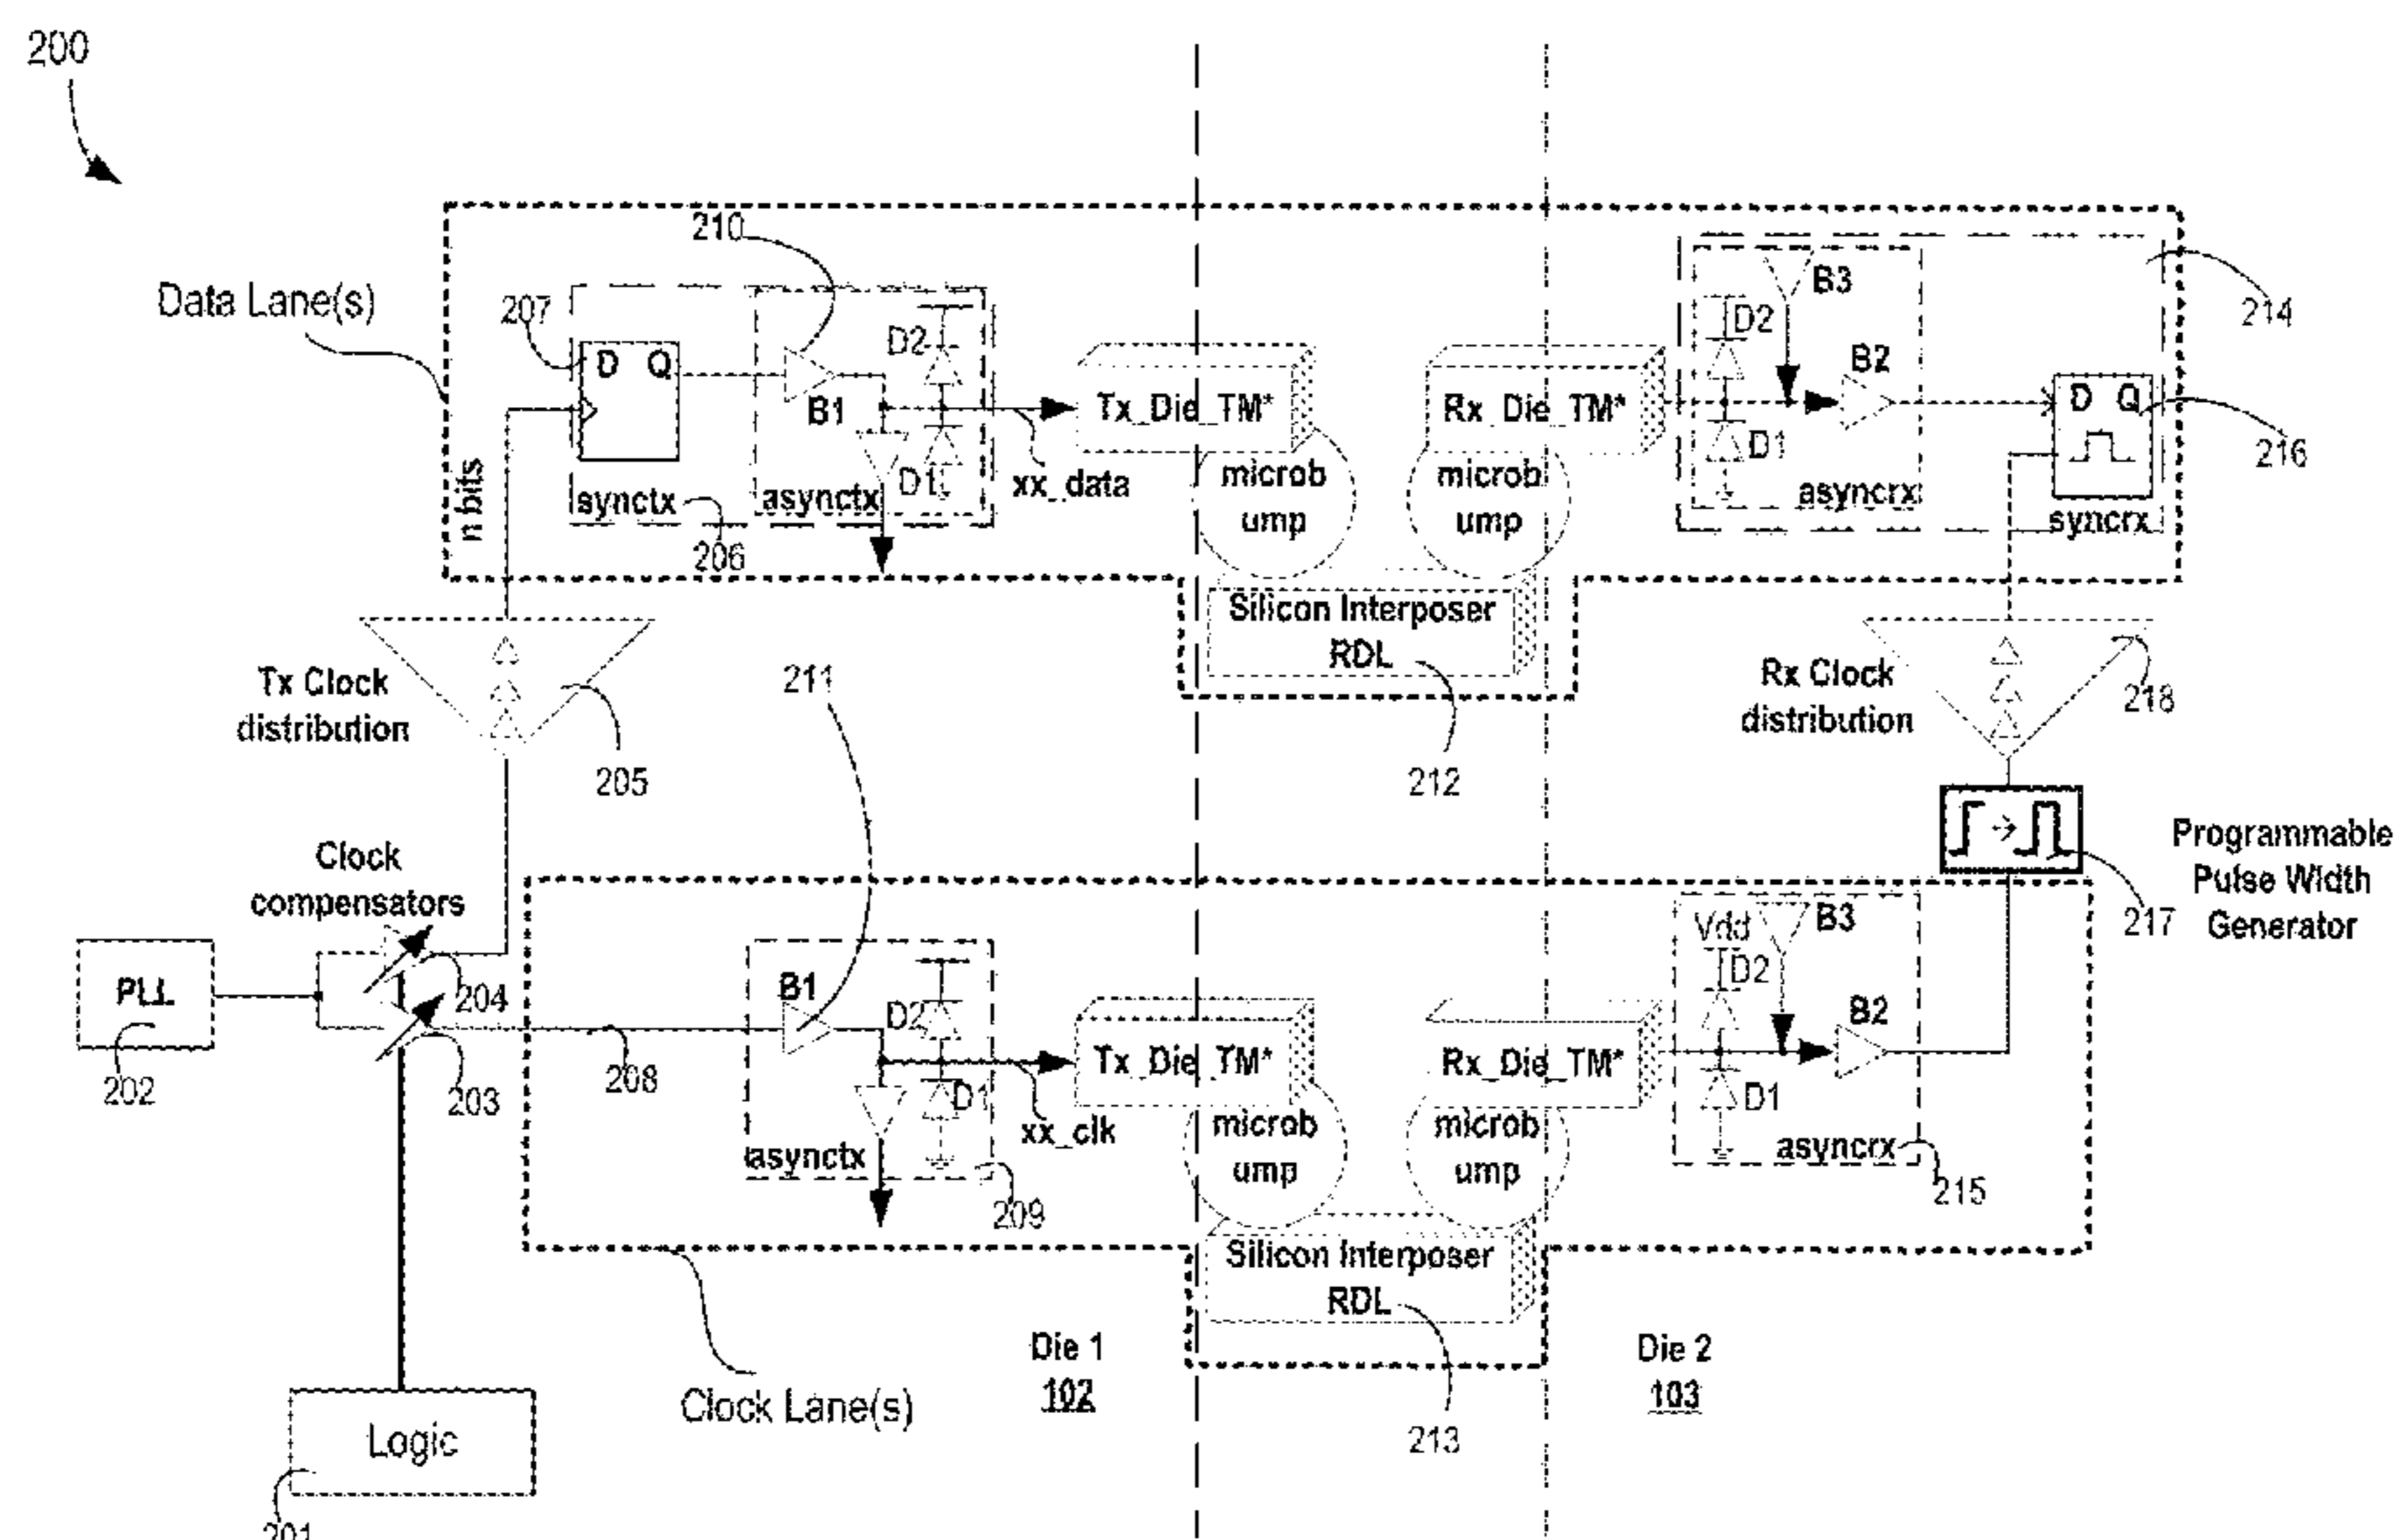 200
210
Data Lane(s)
207
D Q
B1
D2
D1
asynctx
synctx
206
n bits
xx_data
Tx_Die_TM*
microb
ump
Rx_Die_TM*
microb
ump
Silicon Interposer
RDL
212
D2
B3
B2
D1
asyncrx
D Q
syncrx
214
216
Tx Clock
distribution
205
211
Rx Clock
distribution
218
Clock
compensators
PLL
202
204
203
208
B1
D2
D1
asynctx
209
xx_clk
Tx_Die_TM*
microb
ump
Rx_Die_TM*
microb
ump
Silicon Interposer
RDL
213
Vdd
D2
B3
B2
D1
asyncrx
215
Programmable
Pulse Width
Generator
217
Die 1
102
Die 2
103
Clock Lane(s)
Logic
201